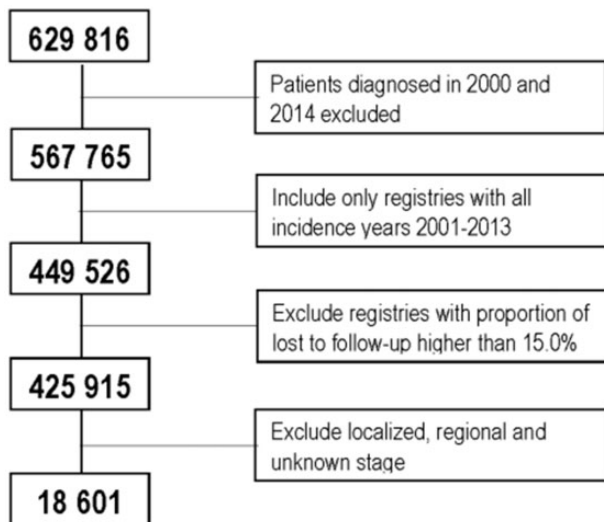 629 816
Patients diagnosed in 2000 and
2014 excluded
567 765
Include only registries with all
incidence years 2001-2013
449 526
Exclude registries with proportion of
lost to follow-up higher than 15.0%
425 915
Exclude localized, regional and
unknown stage
18 601